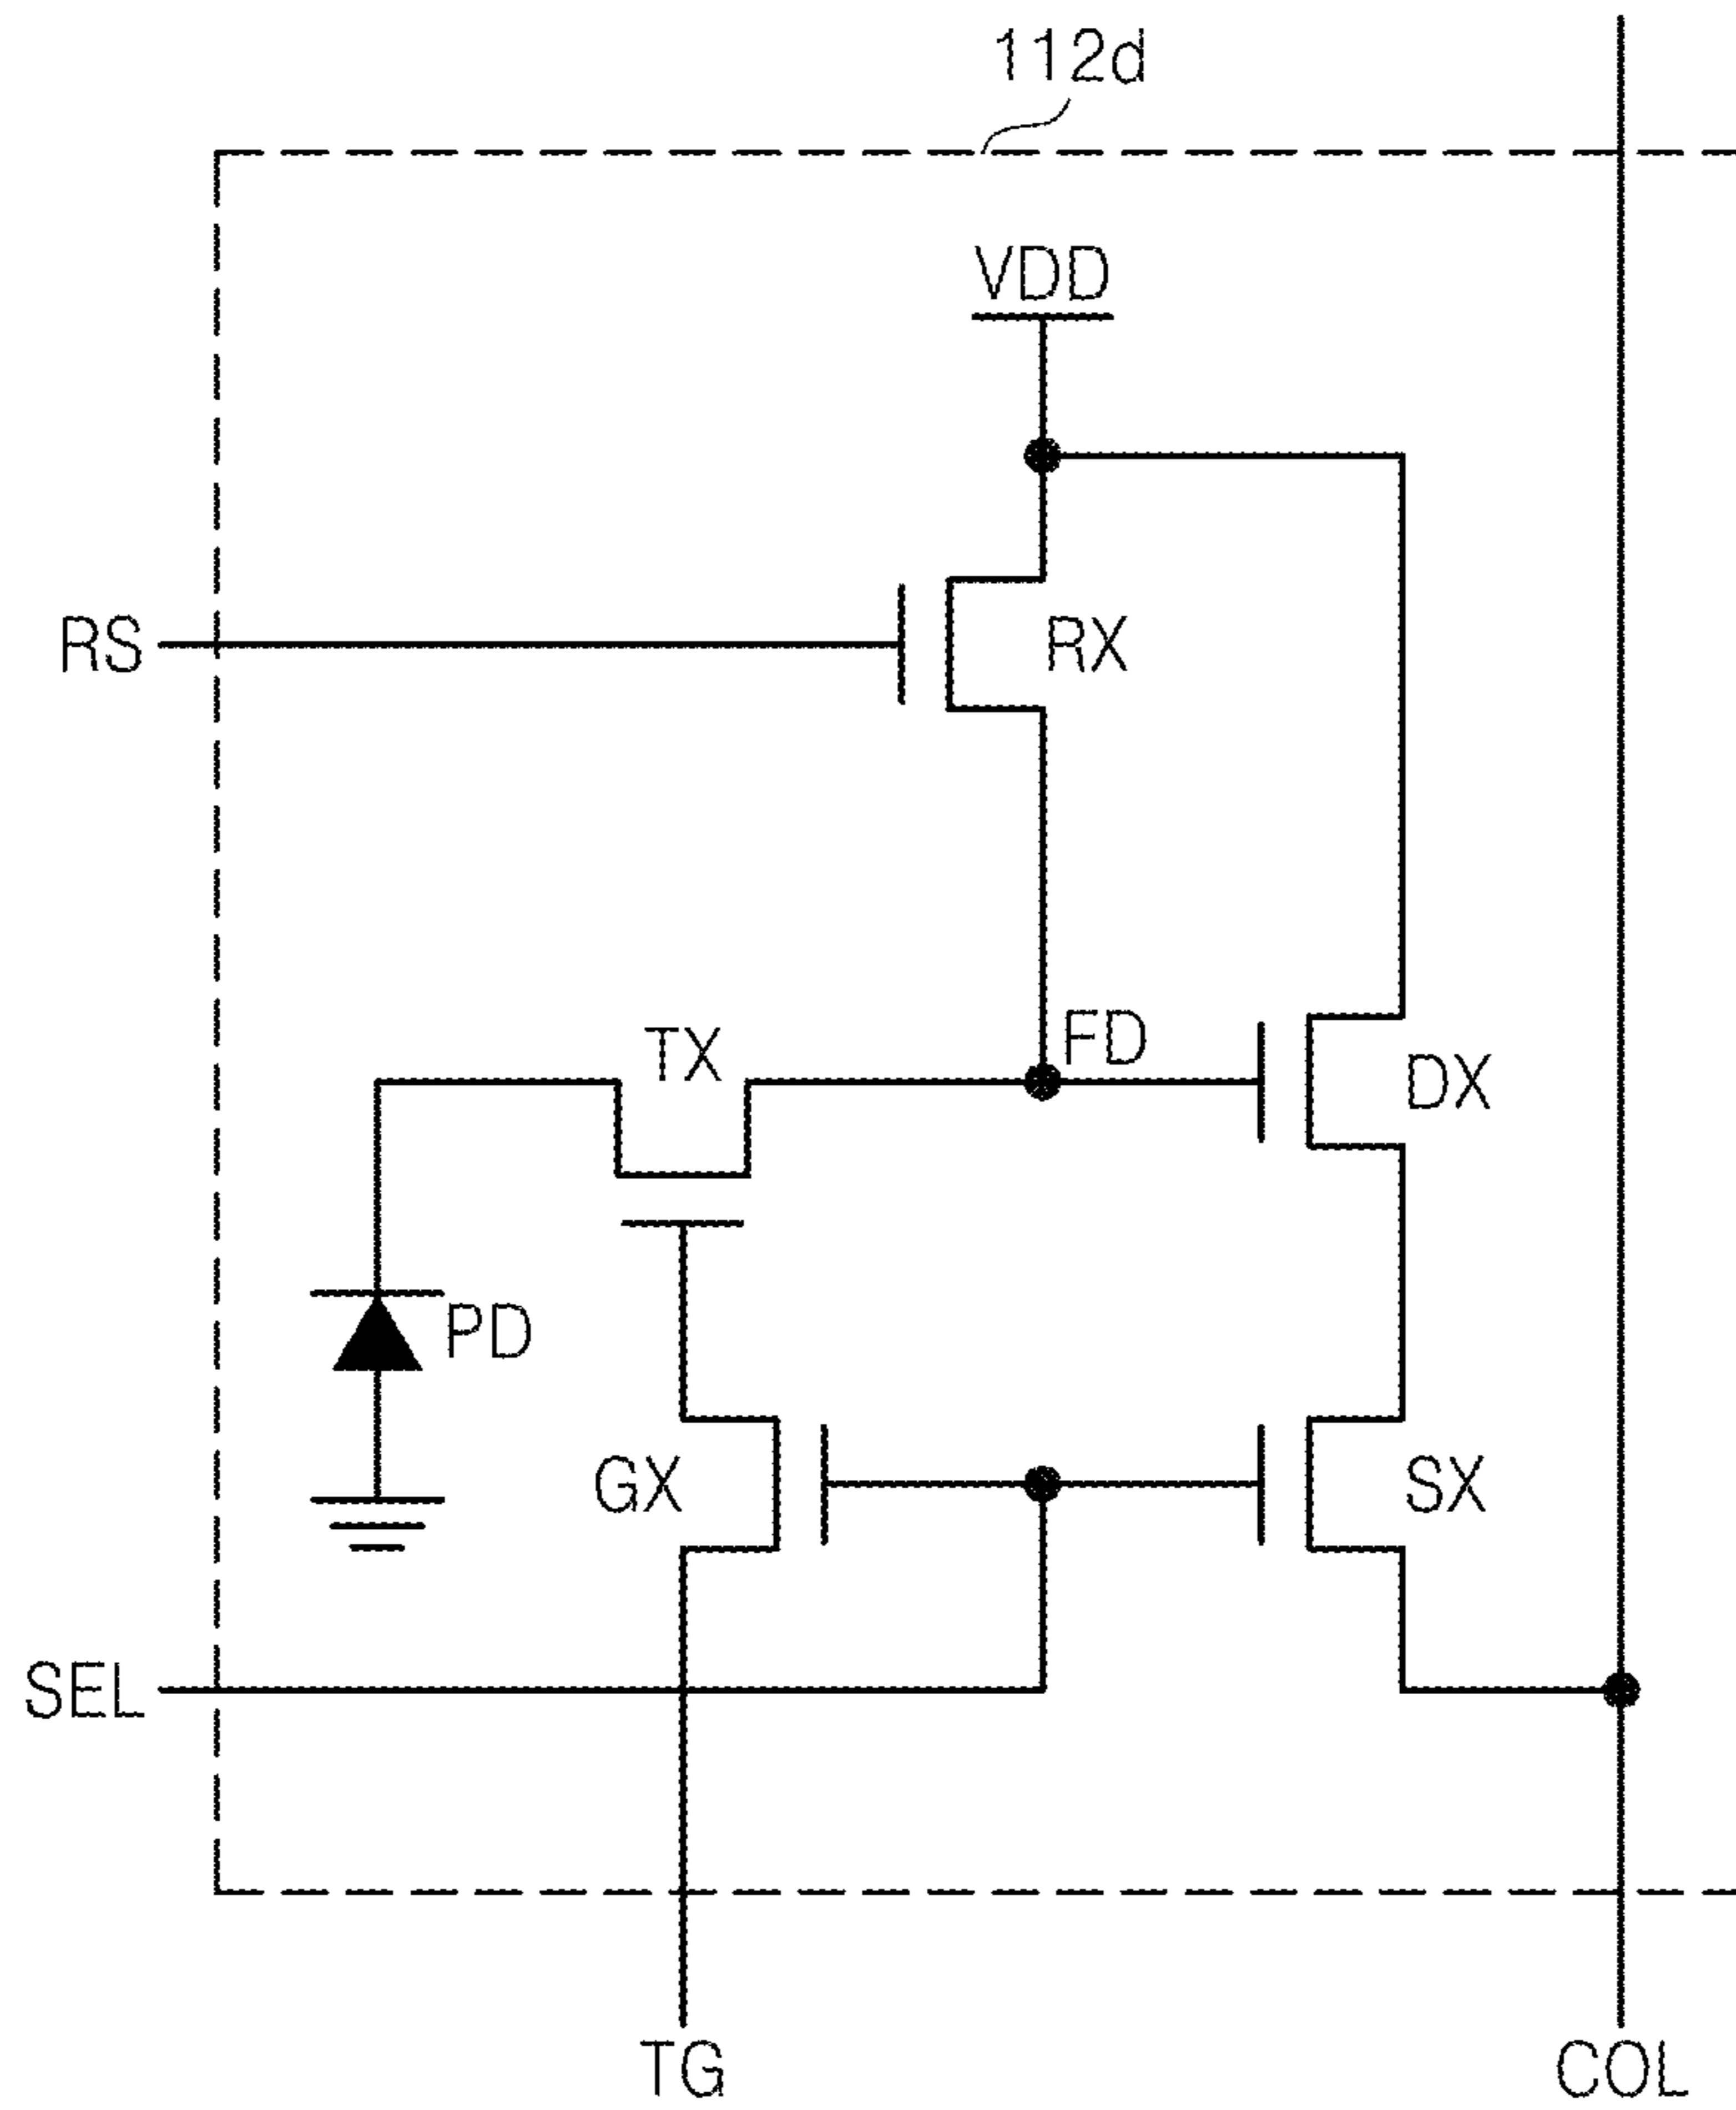 112d
VDD
RS
RX
TX
FD
DX
PD
GX
SX
SEL
TG
COL